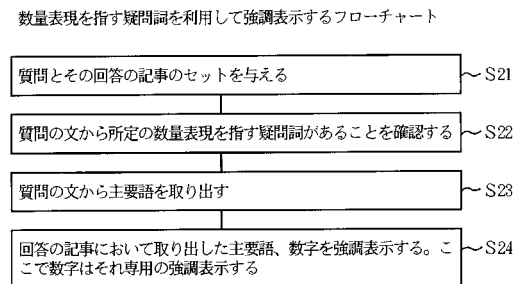 数量表現を指す疑問詞を利用して強調表示するフローチャート
質問とその回答の記事のセットを与える
S21
質問の文から所定の数量表現を指す疑問詞があることを確認する
S22
質問の文から主要語を取り出す
S23
回答の記事において取り出した主要語、数字を強調表示する。こ
こで数字はそれ専用の強調表示する
S24